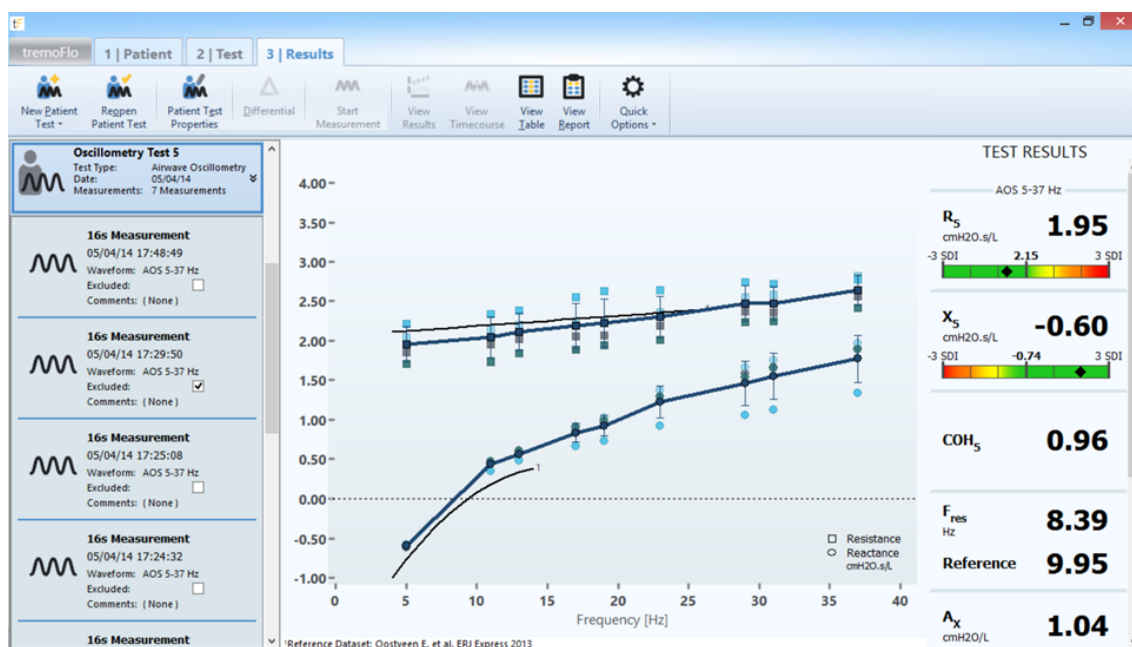 tF
tremoFlo 1 | Patient 2 | Test 3 | Results
New Patient Test
Reopen Patient Test
Patient Test Properties
Differential
Start Measurement
View Results
View Timecourse
View Table
View Report
Quick Options
Oscillometry Test 5
Test Type: Airwave Oscillometry
Date: 05/04/14
Measurements: 7 Measurements
16s Measurement
05/04/14 17:48:49
Waveform: AOS 5-37 Hz
Excluded:
Comments: (None)
16s Measurement
05/04/14 17:29:50
Waveform: AOS 5-37 Hz
Excluded:
Comments: (None)
16s Measurement
05/04/14 17:25:08
Waveform: AOS 5-37 Hz
Excluded:
Comments: (None)
16s Measurement
05/04/14 17:24:32
Waveform: AOS 5-37 Hz
Excluded:
Comments: (None)
16s Measurement
4.00
3.50
3.00
2.50
2.00
1.50
1.00
0.50
0.00
-0.50
-1.00
1
0 5 10 15 20 25 30 35 40
Frequency [Hz]
Resistance
Reactance
cmH2O.s/L
¹Reference Dataset: Oostveen E. et al. ERJ Express 2013
TEST RESULTS
AOS 5-37 Hz
R5 1.95
cmH2O.s/L
-3 SDI 2.15 3 SDI
X5 -0.60
cmH2O.s/L
-3 SDI -0.74 3 SDI
COH5 0.96
Fres 8.39
Hz
Reference 9.95
AX 1.04
cmH2O/L